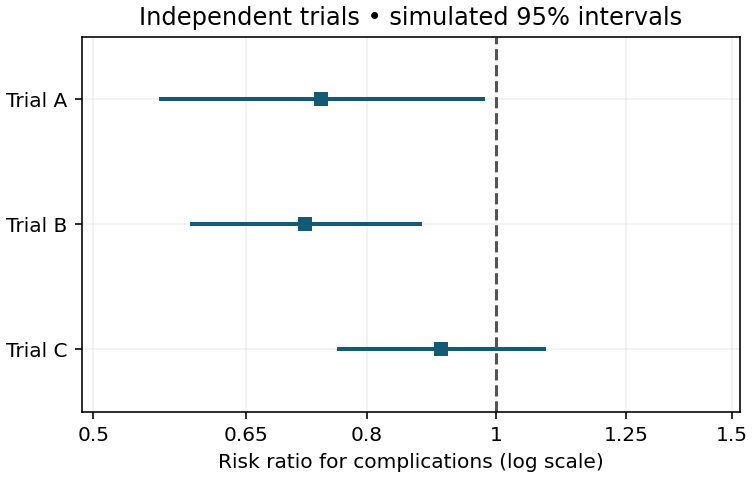 Independent trials • simulated 95% intervals
Trial A
Trial B
Trial C
0.5 0.65 0.8 1 1.25 1.5
Risk ratio for complications (log scale)